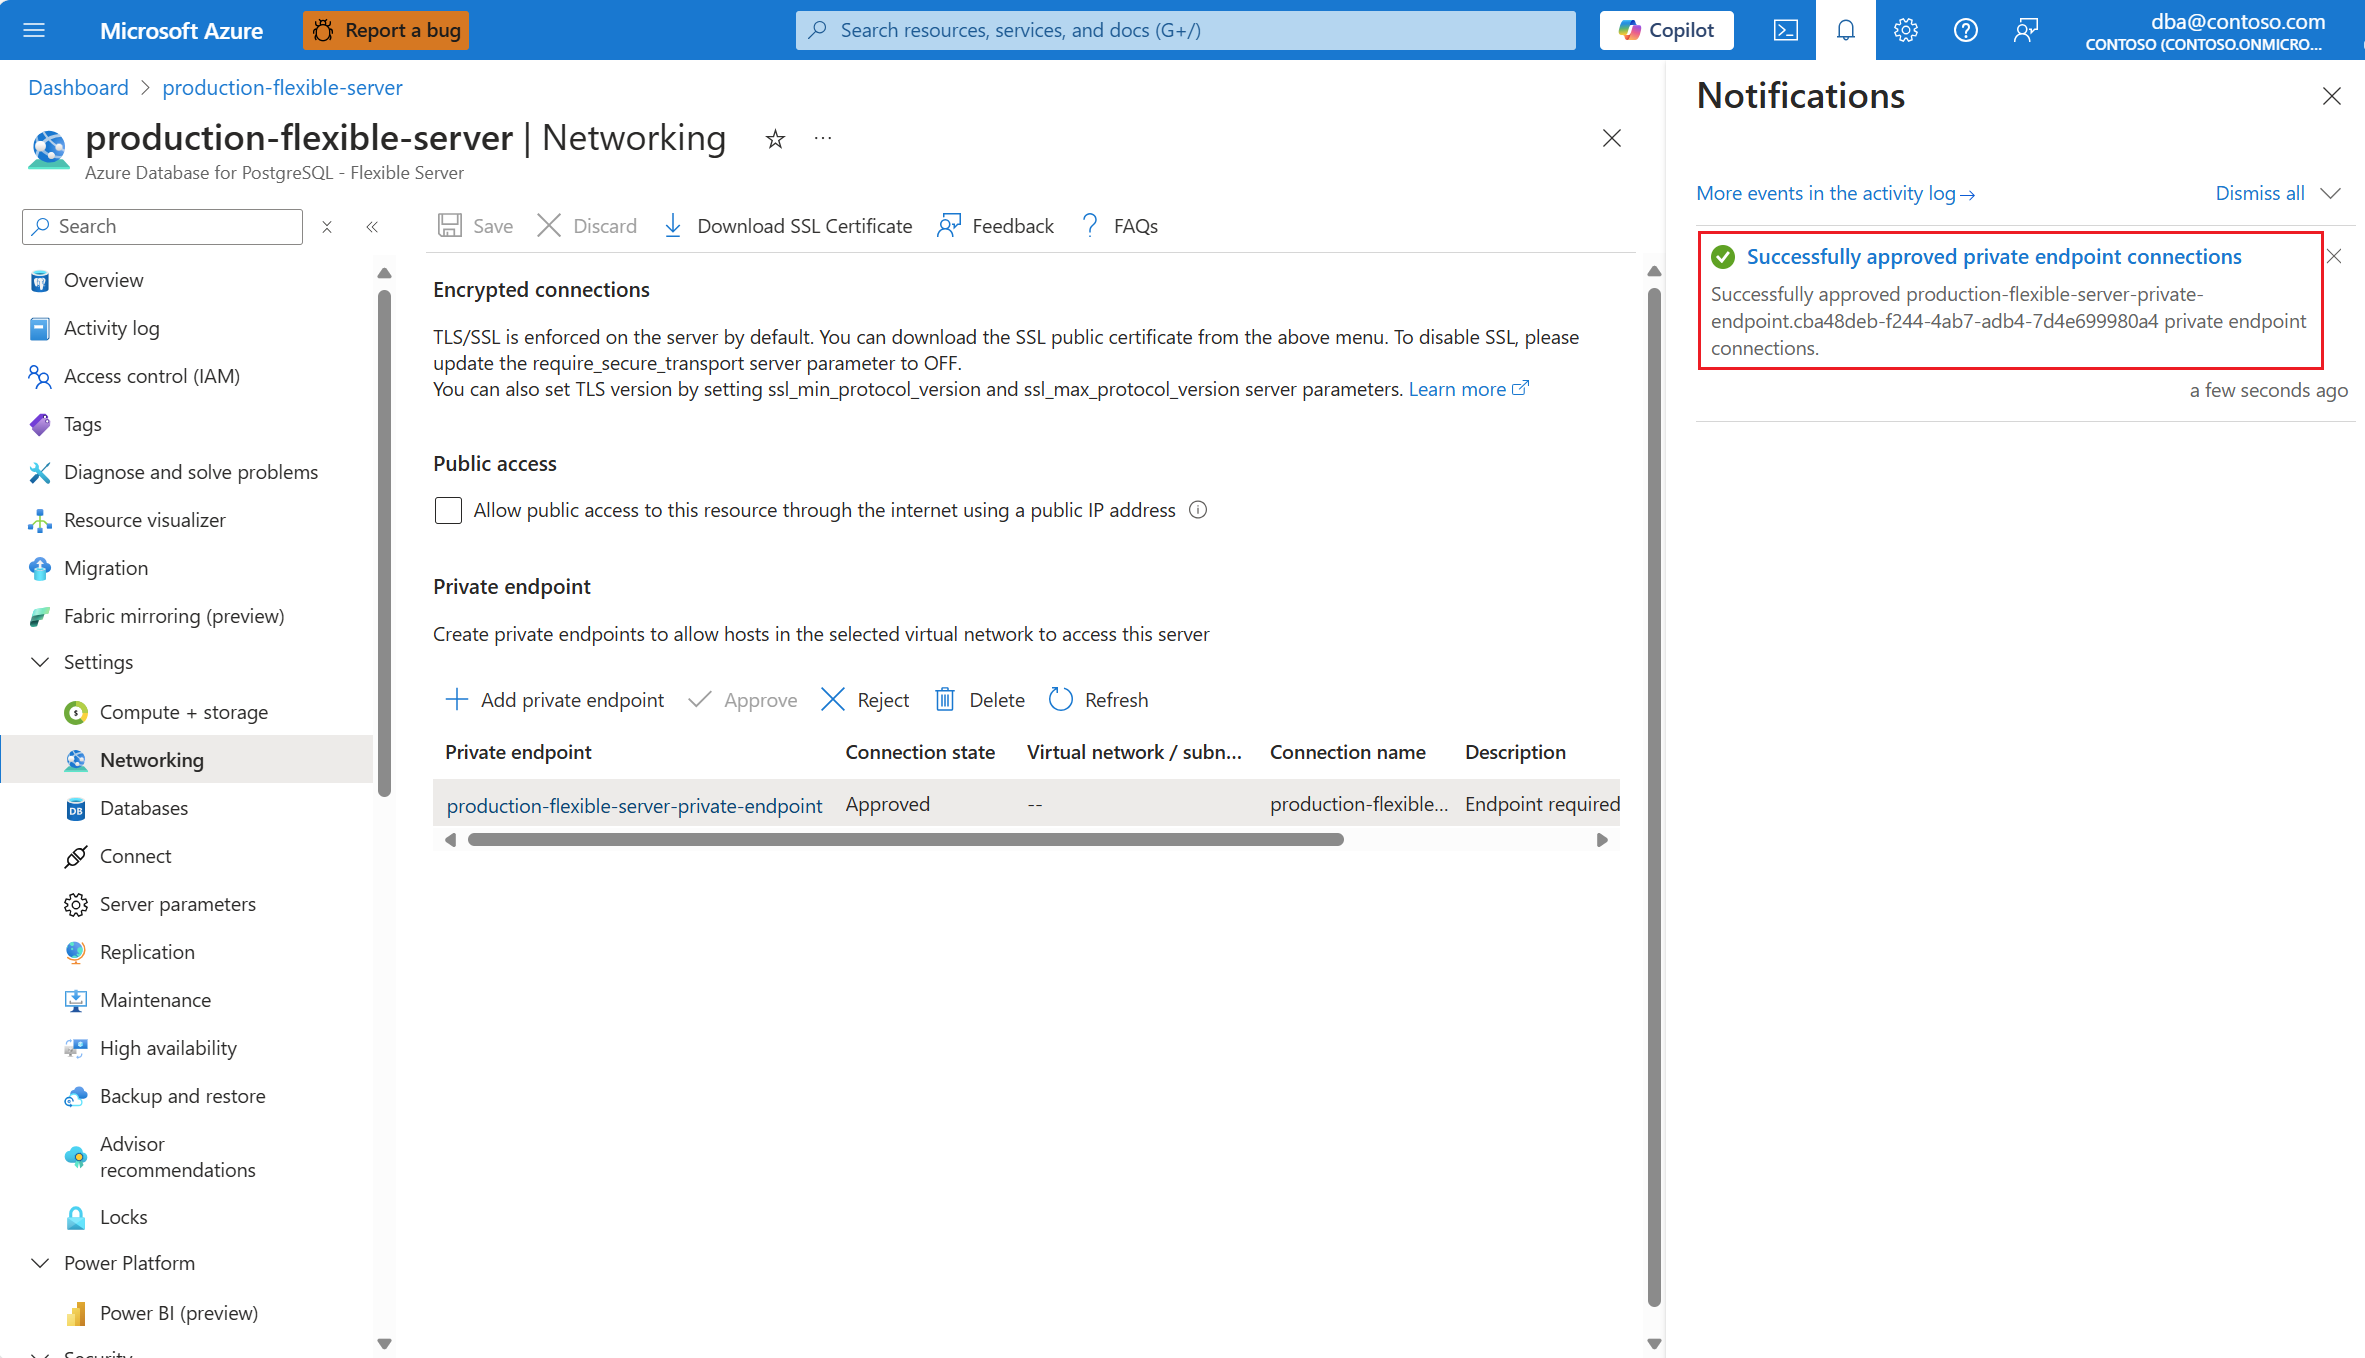 Microsoft Azure
Report a bug
Search resources, services, and docs (G+/)
Copilot
dba@contoso.com
CONTOSO (CONTOSO.ONMICRO...
Dashboard > production-flexible-server
production-flexible-server | Networking
Azure Database for PostgreSQL - Flexible Server
Search
Overview
Activity log
Access control (IAM)
Tags
Diagnose and solve problems
Resource visualizer
Migration
Fabric mirroring (preview)
Settings
Compute + storage
Networking
Databases
Connect
Server parameters
Replication
Maintenance
High availability
Backup and restore
Advisor
recommendations
Locks
Power Platform
Power BI (preview)
Security
Save
Discard
Download SSL Certificate
Feedback
FAQs
Encrypted connections
TLS/SSL is enforced on the server by default. You can download the SSL public certificate from the above menu. To disable SSL, please
update the require_secure_transport server parameter to OFF.
You can also set TLS version by setting ssl_min_protocol_version and ssl_max_protocol_version server parameters. Learn more
Public access
Allow public access to this resource through the internet using a public IP address
Private endpoint
Create private endpoints to allow hosts in the selected virtual network to access this server
Add private endpoint
Approve
Reject
Delete
Refresh
Private endpoint Connection state Virtual network / subn... Connection name Description
production-flexible-server-private-endpoint Approved -- production-flexible... Endpoint required
Notifications
More events in the activity log →
Dismiss all
Successfully approved private endpoint connections
Successfully approved production-flexible-server-private-
endpoint.cba48deb-f244-4ab7-adb4-7d4e699980a4 private endpoint
connections.
a few seconds ago